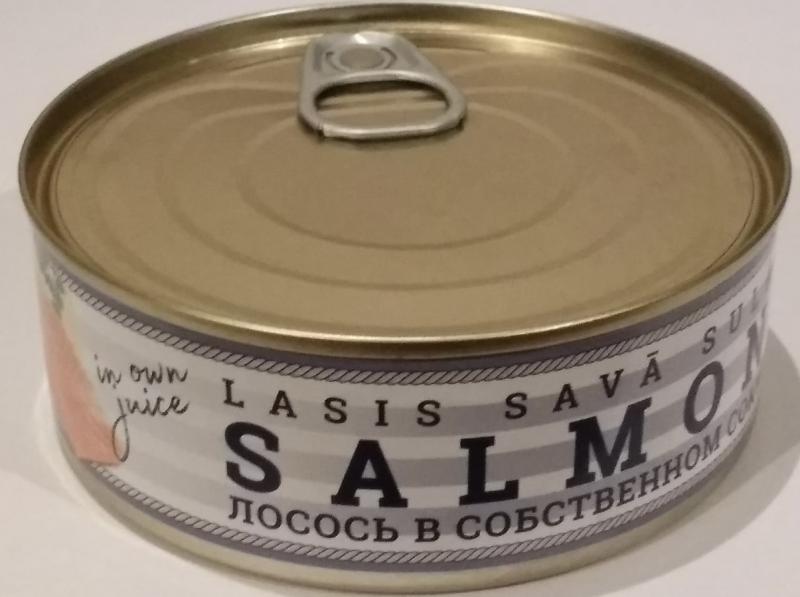 in own
juice
LASIS SAVĀ
SALMON
ЛОСОСЬ В СОБСТВЕННОМ